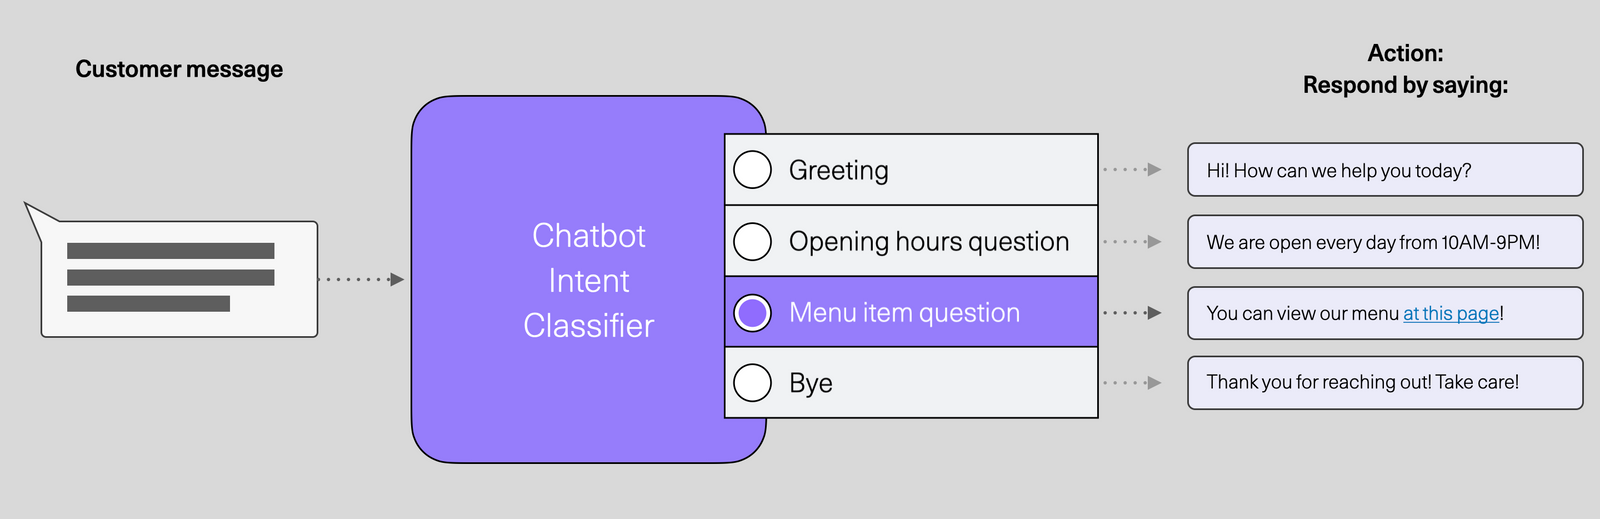 Customer message
Chatbot
Intent
Classifier
Greeting
Opening hours question
Menu item question
Bye
Action:
Respond by saying:
Hi! How can we help you today?
We are open every day from 10AM-9PM!
You can view our menu at this page!
Thank you for reaching out! Take care!